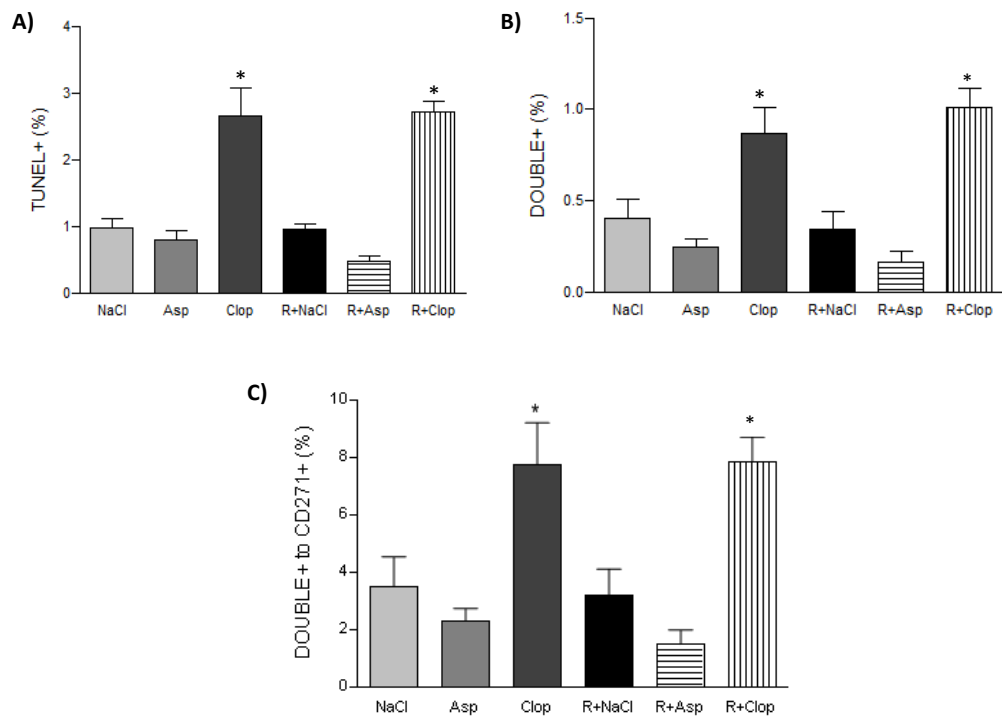 A)
TUNEL+ (%)
4
3
2
1
0
*
*
NaCl Asp Clop R+NaCl R+Asp R+Clop
B)
DOUBLE+ (%)
1.5
1.0
0.5
0.0
*
*
NaCl Asp Clop R+NaCl R+Asp R+Clop
C)
DOUBLE+ to CD271+ (%)
10
8
6
4
2
0
*
*
NaCl Asp Clop R+NaCl R+Asp R+Clop